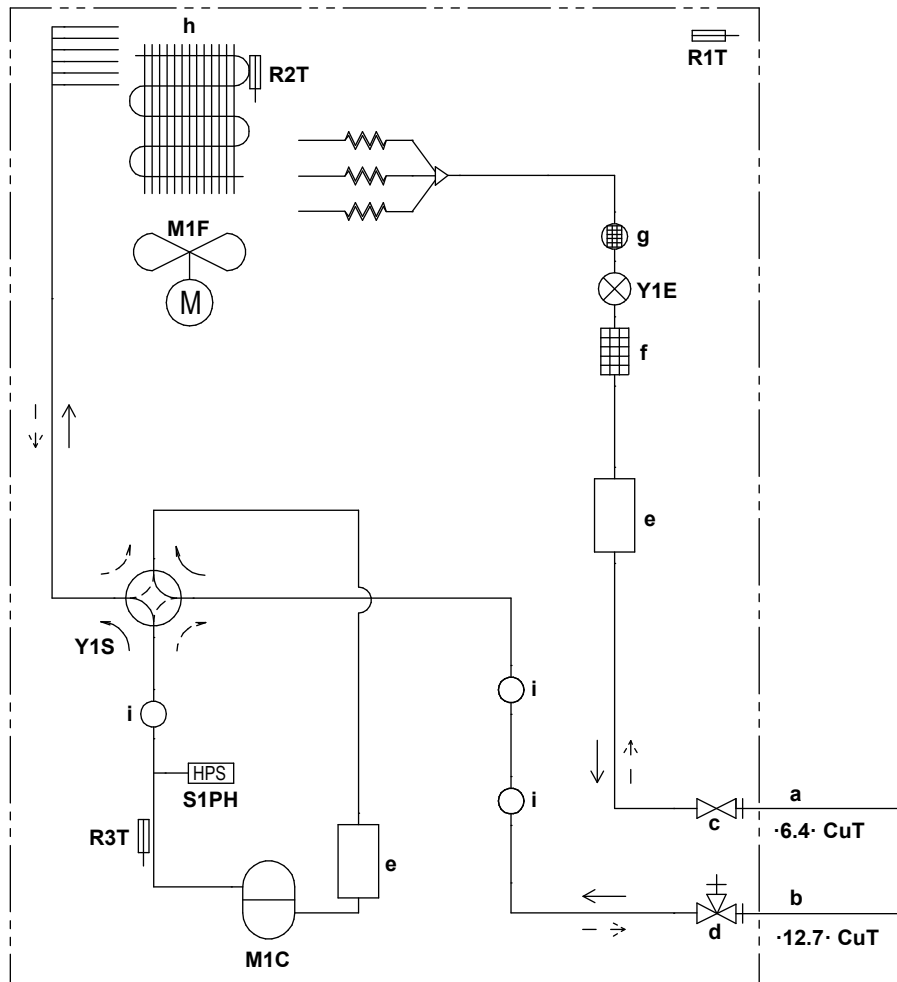 h
R2T
R1T
M1F
M
g
Y1E
f
e
Y1S
i
i
HPS
S1PH
i
a
R3T
c
·6.4· CuT
e
b
d
·12.7· CuT
M1C